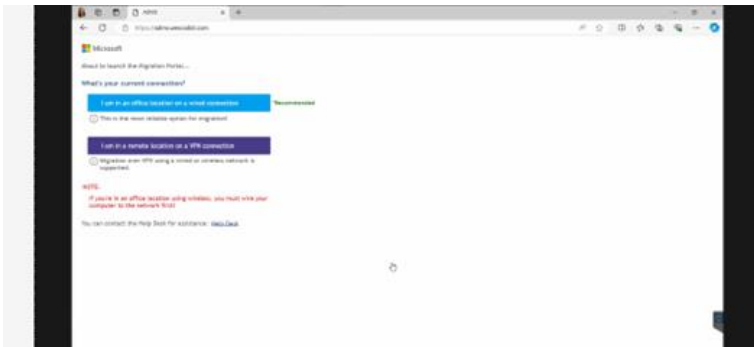 Microsoft
About to launch the Migration Portal...
What's your current connection?
I am in an office location on a wired connection
*Recommended
This is the most reliable option for migration!
I am in a remote location on a VPN connection
Migration over VPN using a wired or wireless network is
supported.
NOTE:
If you're in an office location using wireless, you must wire your
computer to the network first!
You can contact the Help Desk for assistance: Help Desk